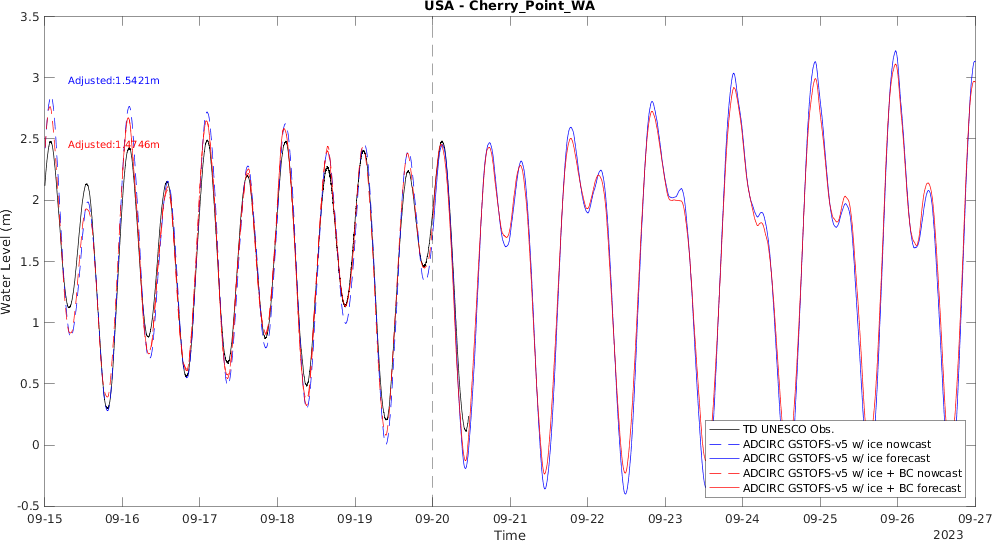 USA - Cherry_Point_WA
3.5
3
2.5
2
1.5
1
0.5
0
-0.5
Water Level (m)
Adjusted:1.5421m
Adjusted:1.4746m
TD UNESCO Obs.
ADCIRC GSTOFS-v5 w/ ice nowcast
ADCIRC GSTOFS-v5 w/ ice forecast
ADCIRC GSTOFS-v5 w/ ice + BC nowcast
ADCIRC GSTOFS-v5 w/ ice + BC forecast
09-15 09-16 09-17 09-18 09-19 09-20 09-21 09-22 09-23 09-24 09-25 09-26 09-27
Time
2023